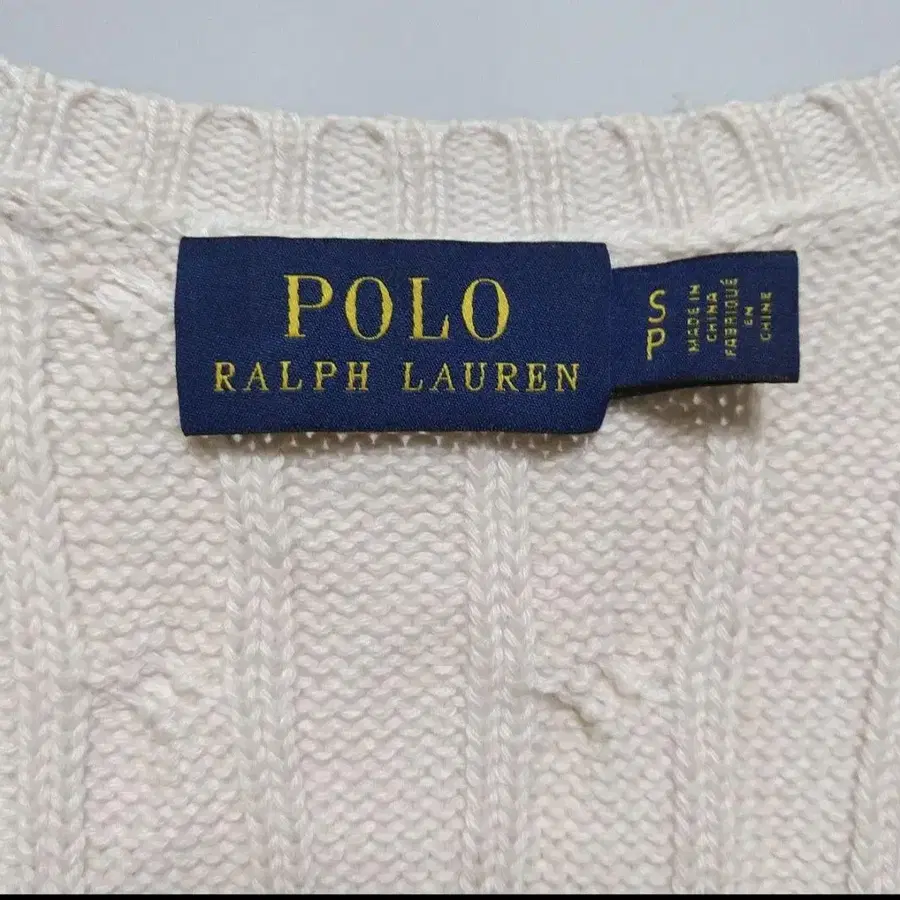 POLO
RALPH LAUREN
S
P
MADE IN
CHINA
FABRIQUÉ
EN
CHINE